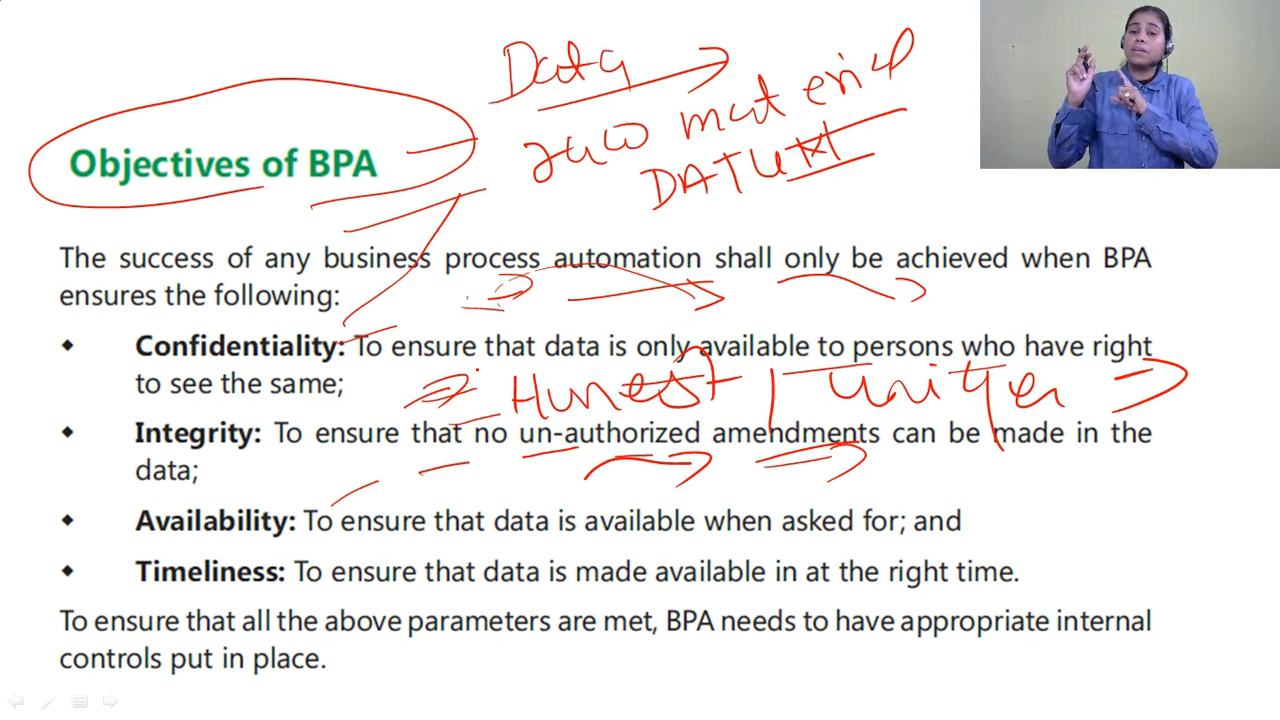 Data
raw material
DATUM
Objectives of BPA
The success of any business process automation shall only be achieved when BPA
ensures the following:
♦ Confidentiality: To ensure that data is only available to persons who have right
to see the same;
Honest
♦ Integrity: To ensure that no un-authorized amendments can be made in the
data;
♦ Availability: To ensure that data is available when asked for; and
♦ Timeliness: To ensure that data is made available in at the right time.
To ensure that all the above parameters are met, BPA needs to have appropriate internal
controls put in place.